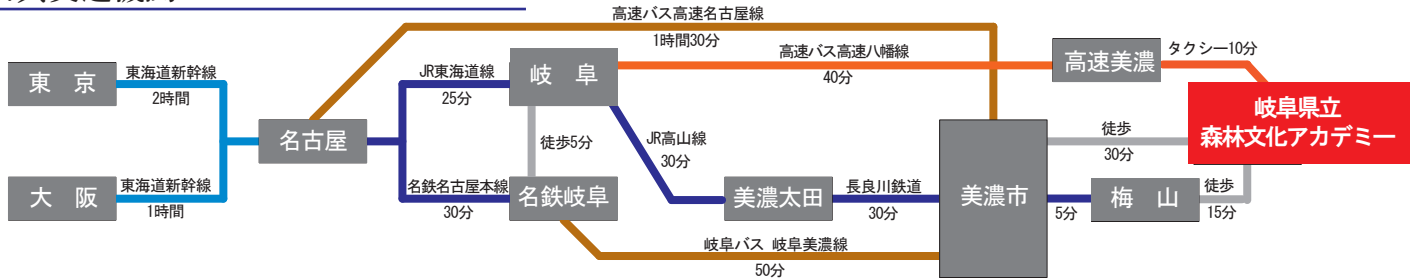 高速バス高速名古屋線
1時間30分
東 京
東海道新幹線
2時間
JR東海道線
25分
岐 阜
高速バス高速八幡線
40分
高速美濃
タクシー10分
岐阜県立
森林文化アカデミー
名古屋
徒歩5分
JR高山線
30分
徒歩
30分
大 阪
東海道新幹線
1時間
名鉄名古屋本線
30分
名鉄岐阜
美濃太田
長良川鉄道
30分
美濃市
5分
梅 山
徒歩
15分
岐阜バス 岐阜美濃線
50分